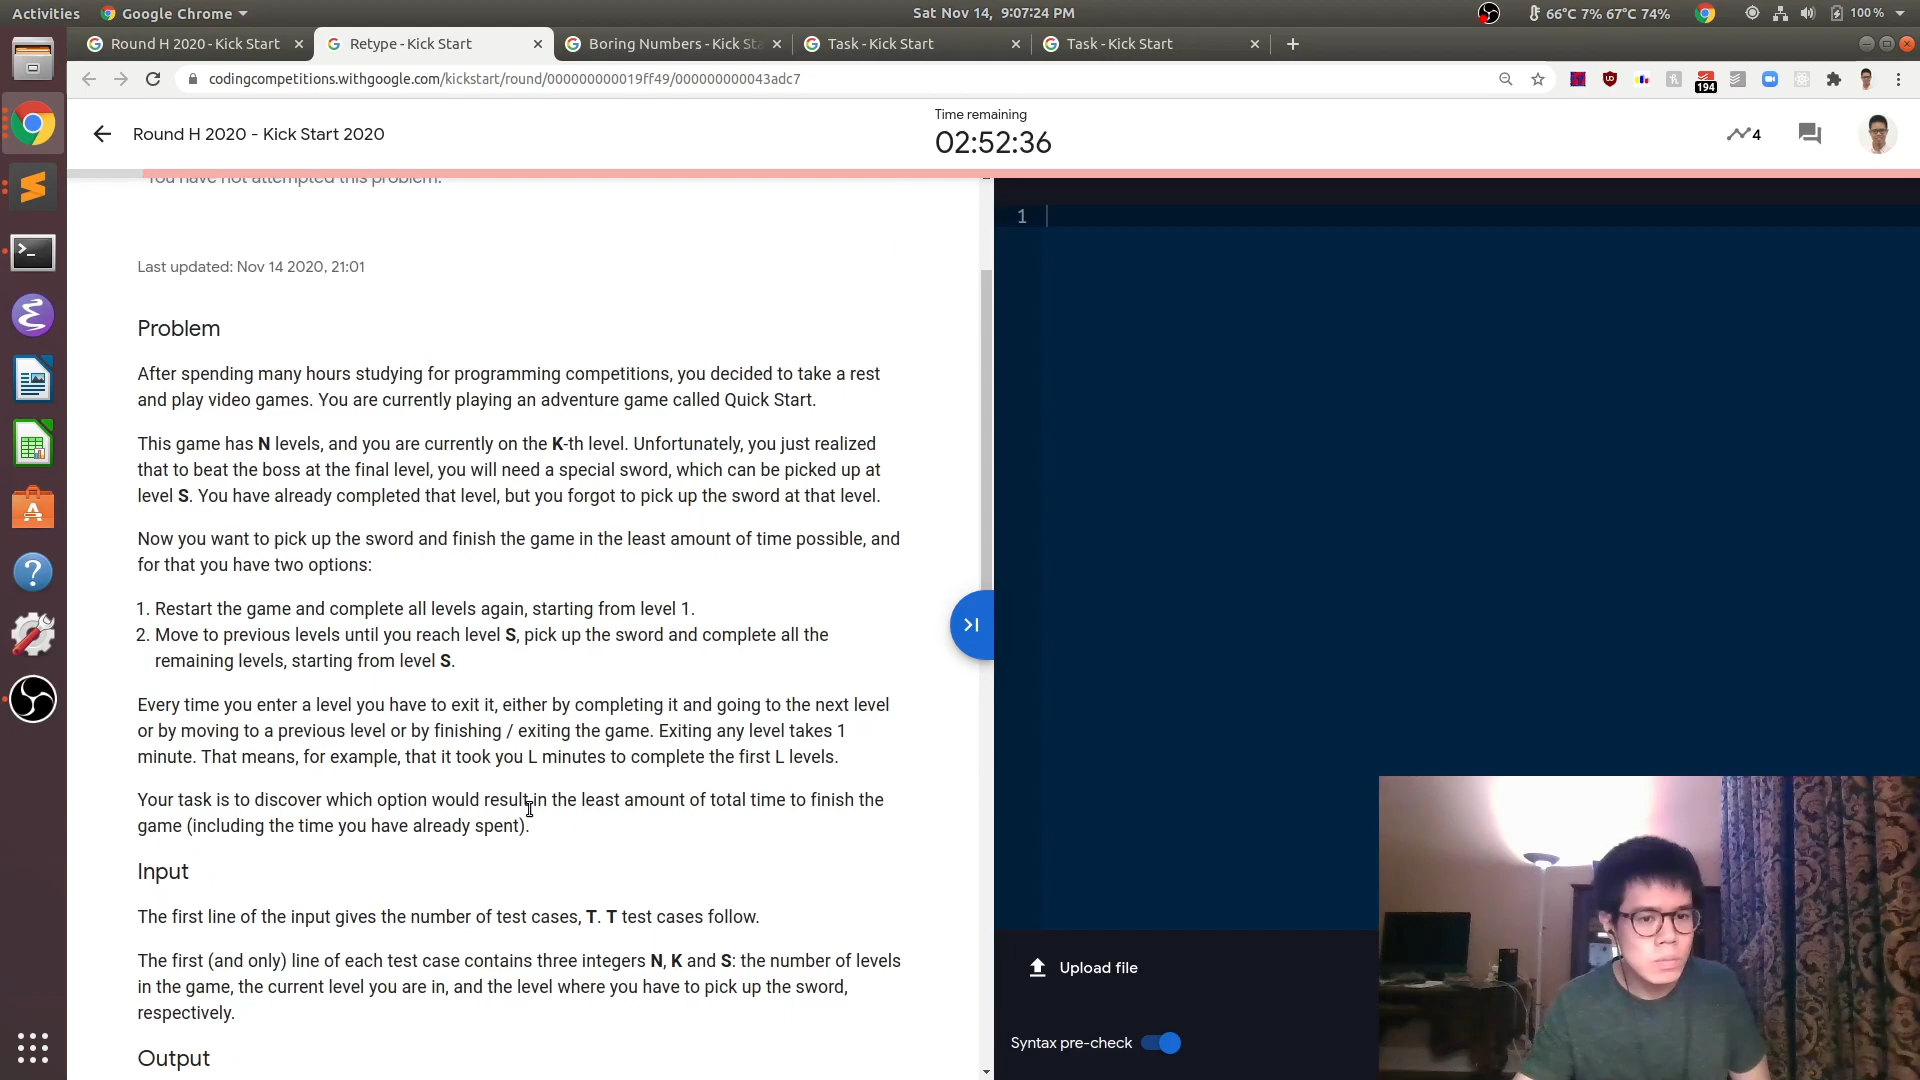 Activities Google Chrome Sat Nov 14, 9:07:24 PM 66°C 7% 67°C 74% 100 %
Round H 2020 - Kick Start Retype - Kick Start Boring Numbers - Kick Sta Task - Kick Start Task - Kick Start
codingcompetitions.withgoogle.com/kickstart/round/000000000019ff49/000000000043adc7
194
Round H 2020 - Kick Start 2020
Time remaining
02:52:36
4
You have not attempted this problem.
Last updated: Nov 14 2020, 21:01
Problem
After spending many hours studying for programming competitions, you decided to take a rest
and play video games. You are currently playing an adventure game called Quick Start.
This game has N levels, and you are currently on the K-th level. Unfortunately, you just realized
that to beat the boss at the final level, you will need a special sword, which can be picked up at
level S. You have already completed that level, but you forgot to pick up the sword at that level.
Now you want to pick up the sword and finish the game in the least amount of time possible, and
for that you have two options:
1. Restart the game and complete all levels again, starting from level 1.
2. Move to previous levels until you reach level S, pick up the sword and complete all the
remaining levels, starting from level S.
Every time you enter a level you have to exit it, either by completing it and going to the next level
or by moving to a previous level or by finishing / exiting the game. Exiting any level takes 1
minute. That means, for example, that it took you L minutes to complete the first L levels.
Your task is to discover which option would result in the least amount of total time to finish the
game (including the time you have already spent).
Input
The first line of the input gives the number of test cases, T. T test cases follow.
The first (and only) line of each test case contains three integers N, K and S: the number of levels
in the game, the current level you are in, and the level where you have to pick up the sword,
respectively.
Output
1
Upload file
Syntax pre-check